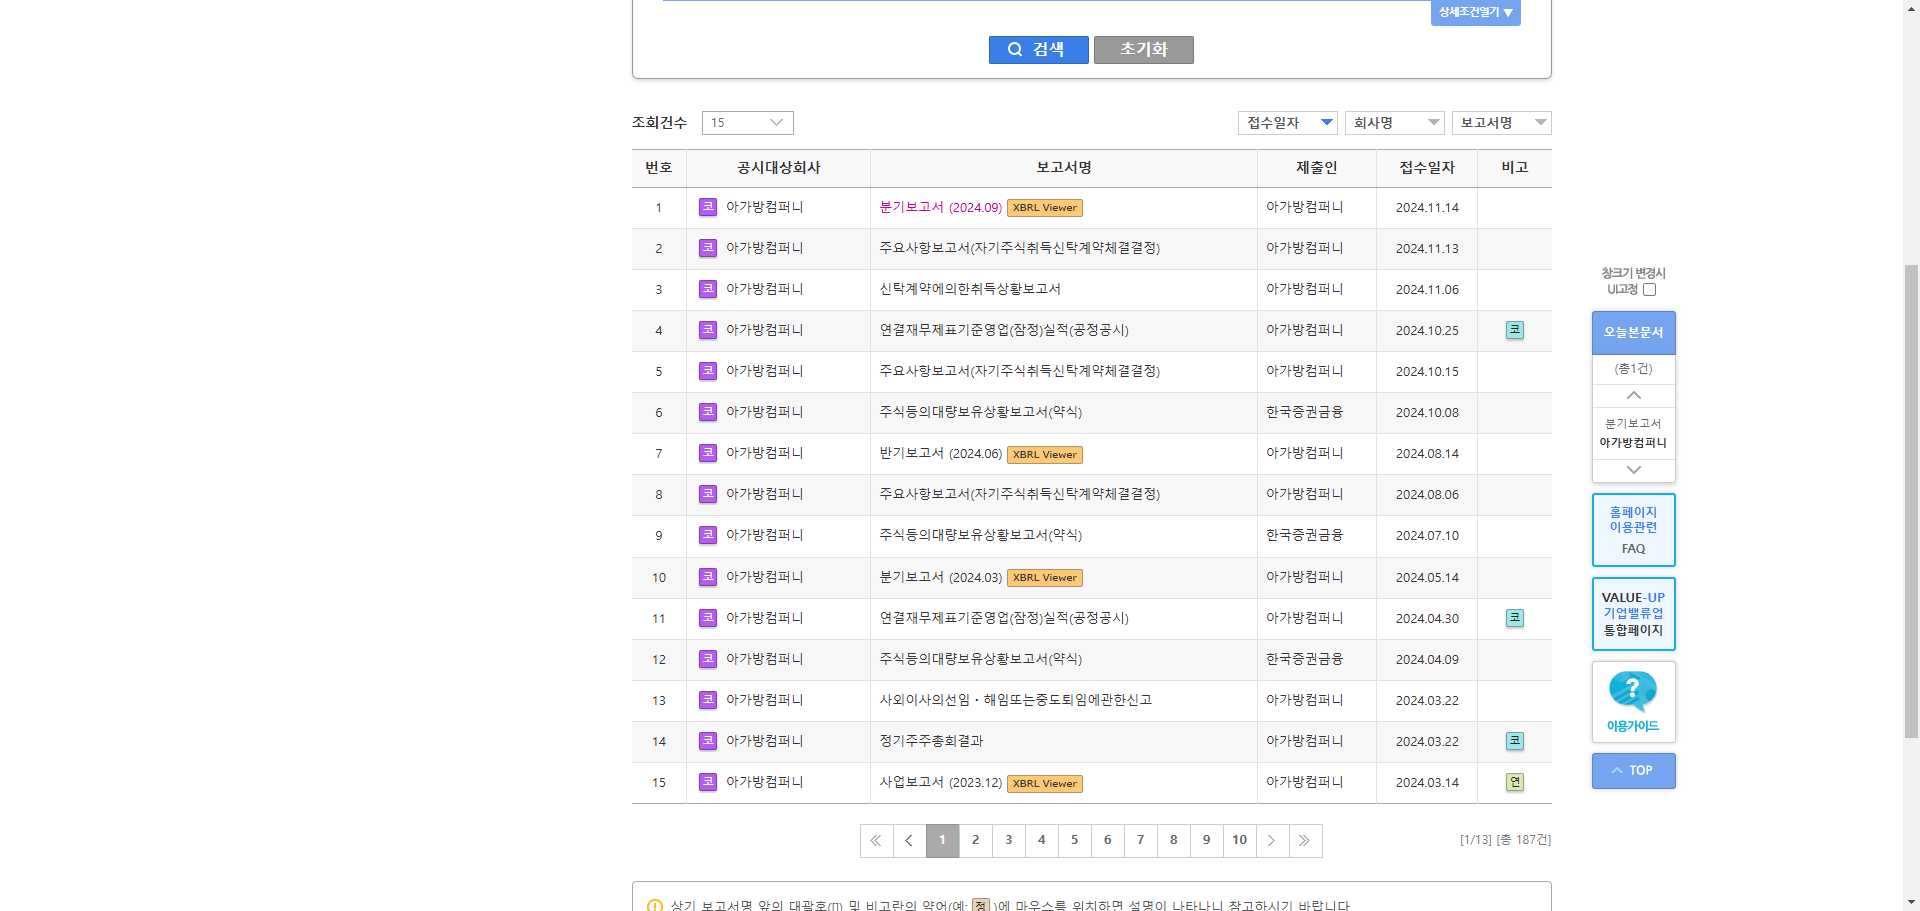 상세조건열기 ▼
검색 초기화
조회건수 15 접수일자 회사명 보고서명
번호 공시대상회사 보고서명 제출인 접수일자 비고
1 코 아가방컴퍼니 분기보고서 (2024.09) XBRL Viewer 아가방컴퍼니 2024.11.14
2 코 아가방컴퍼니 주요사항보고서(자기주식취득신탁계약체결결정) 아가방컴퍼니 2024.11.13
3 코 아가방컴퍼니 신탁계약에의한취득상황보고서 아가방컴퍼니 2024.11.06
4 코 아가방컴퍼니 연결재무제표기준영업(잠정)실적(공정공시) 아가방컴퍼니 2024.10.25 코
5 코 아가방컴퍼니 주요사항보고서(자기주식취득신탁계약체결결정) 아가방컴퍼니 2024.10.15
6 코 아가방컴퍼니 주식등의대량보유상황보고서(약식) 한국증권금융 2024.10.08
7 코 아가방컴퍼니 반기보고서 (2024.06) XBRL Viewer 아가방컴퍼니 2024.08.14
8 코 아가방컴퍼니 주요사항보고서(자기주식취득신탁계약체결결정) 아가방컴퍼니 2024.08.06
9 코 아가방컴퍼니 주식등의대량보유상황보고서(약식) 한국증권금융 2024.07.10
10 코 아가방컴퍼니 분기보고서 (2024.03) XBRL Viewer 아가방컴퍼니 2024.05.14
11 코 아가방컴퍼니 연결재무제표기준영업(잠정)실적(공정공시) 아가방컴퍼니 2024.04.30 코
12 코 아가방컴퍼니 주식등의대량보유상황보고서(약식) 한국증권금융 2024.04.09
13 코 아가방컴퍼니 사외이사의선임・해임또는중도퇴임에관한신고 아가방컴퍼니 2024.03.22
14 코 아가방컴퍼니 정기주주총회결과 아가방컴퍼니 2024.03.22 코
15 코 아가방컴퍼니 사업보고서 (2023.12) XBRL Viewer 아가방컴퍼니 2024.03.14 연
1 2 3 4 5 6 7 8 9 10 [1/13] [총 187건]
상기 보고서명 앞의 대괄호([]) 및 비고란의 약어(예: 정 )에 마우스를 위치하면 설명이 나타나니 참고하시기 바랍니다
창크기 변경시
UI고정
오늘본문서
(총1건)
분기보고서
아가방컴퍼니
홈페이지
이용관련
FAQ
VALUE-UP
기업밸류업
통합페이지
?
이용가이드
TOP